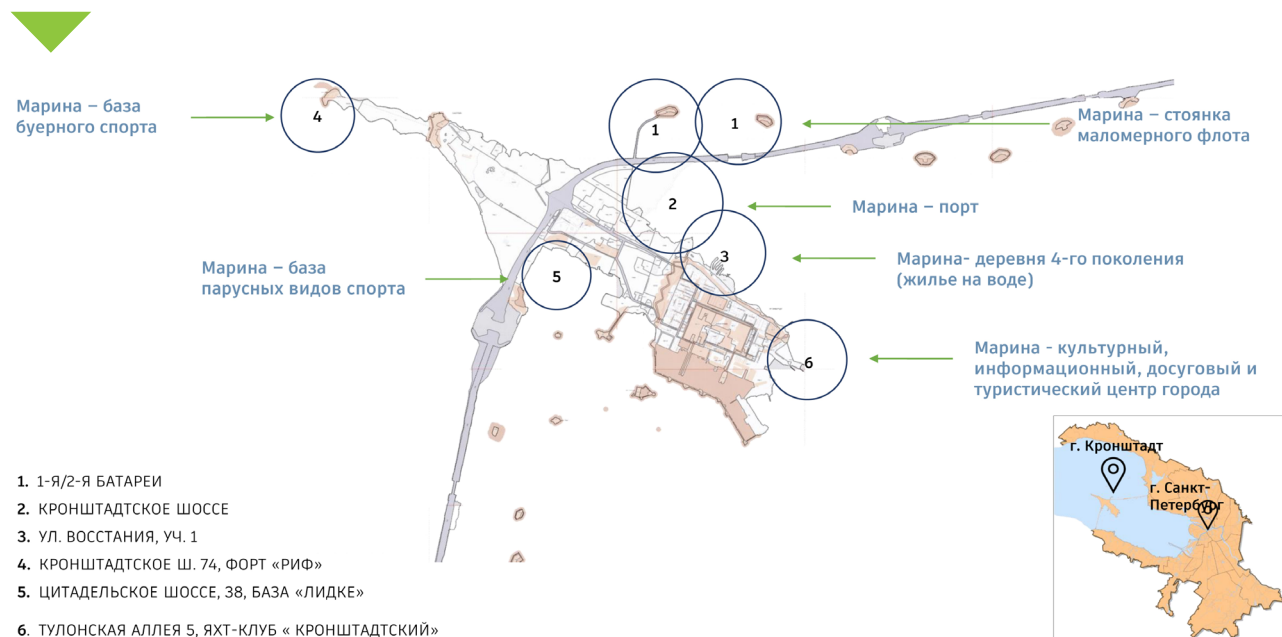 Марина – база
буерного спорта
4
1
1
Марина – стоянка
маломерного флота
2
Марина – порт
3
Марина- деревня 4-го поколения
(жилье на воде)
Марина – база
парусных видов спорта
5
6
Марина - культурный,
информационный, досуговый и
туристический центр города
1. 1-Я/2-Я БАТАРЕИ
2. КРОНШТАДТСКОЕ ШОССЕ
3. УЛ. ВОССТАНИЯ, УЧ. 1
4. КРОНШТАДТСКОЕ Ш. 74, ФОРТ «РИФ»
5. ЦИТАДЕЛЬСКОЕ ШОССЕ, 38, БАЗА «ЛИДКЕ»
6. ТУЛОНСКАЯ АЛЛЕЯ 5, ЯХТ-КЛУБ « КРОНШТАДТСКИЙ»
г. Кронштадт
г. Санкт-
Петербург